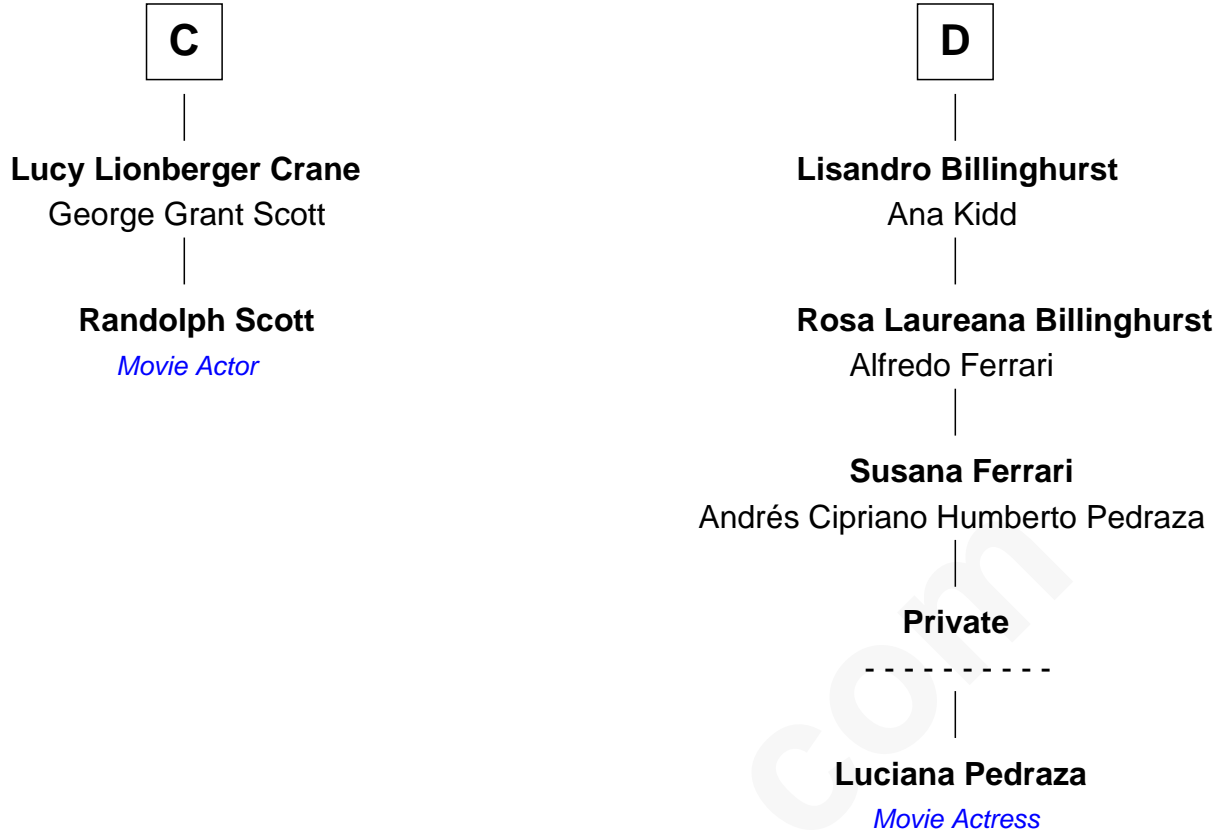 C
Lucy Lionberger Crane
George Grant Scott
Randolph Scott
Movie Actor
D
Lisandro Billinghurst
Ana Kidd
Rosa Laureana Billinghurst
Alfredo Ferrari
Susana Ferrari
Andrés Cipriano Humberto Pedraza
Private
- - - - - - - - - -
Luciana Pedraza
Movie Actress
com